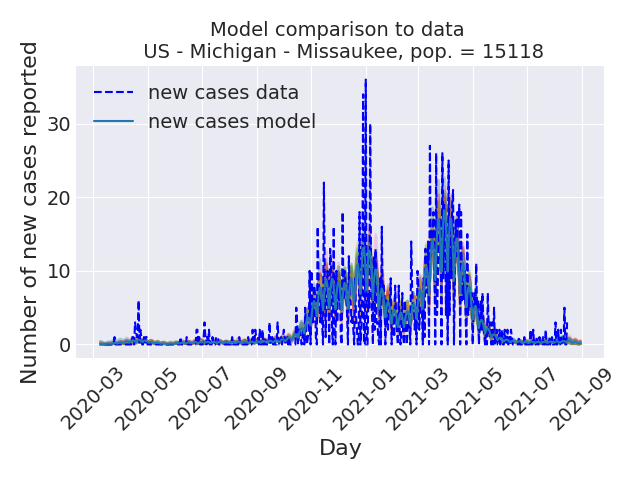 Model comparison to data
US - Michigan - Missaukee, pop. = 15118
Number of new cases reported
new cases data
new cases model
30
20
10
0
2020-03
2020-05
2020-07
2020-09
2020-11
2021-01
2021-03
2021-05
2021-07
2021-09
Day